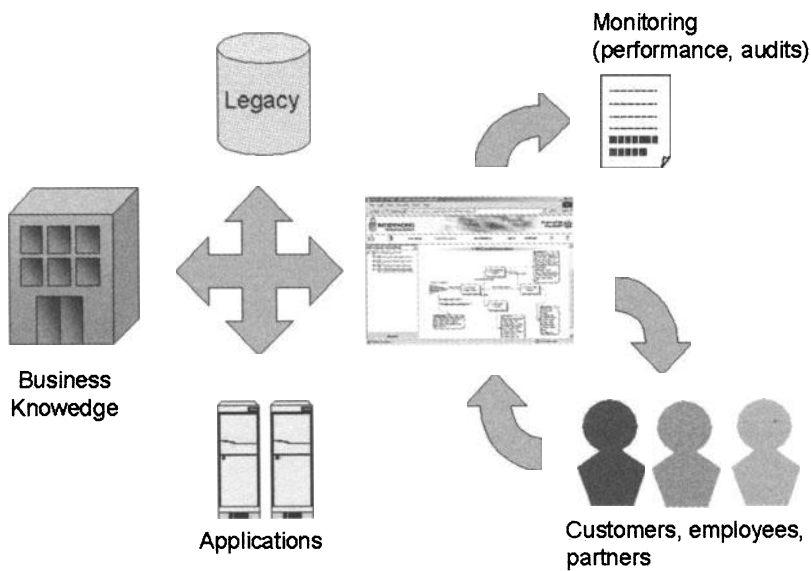 Monitoring
(performance, audits)
Legacy
Business
Knowedge
Applications
Customers, employees,
partners